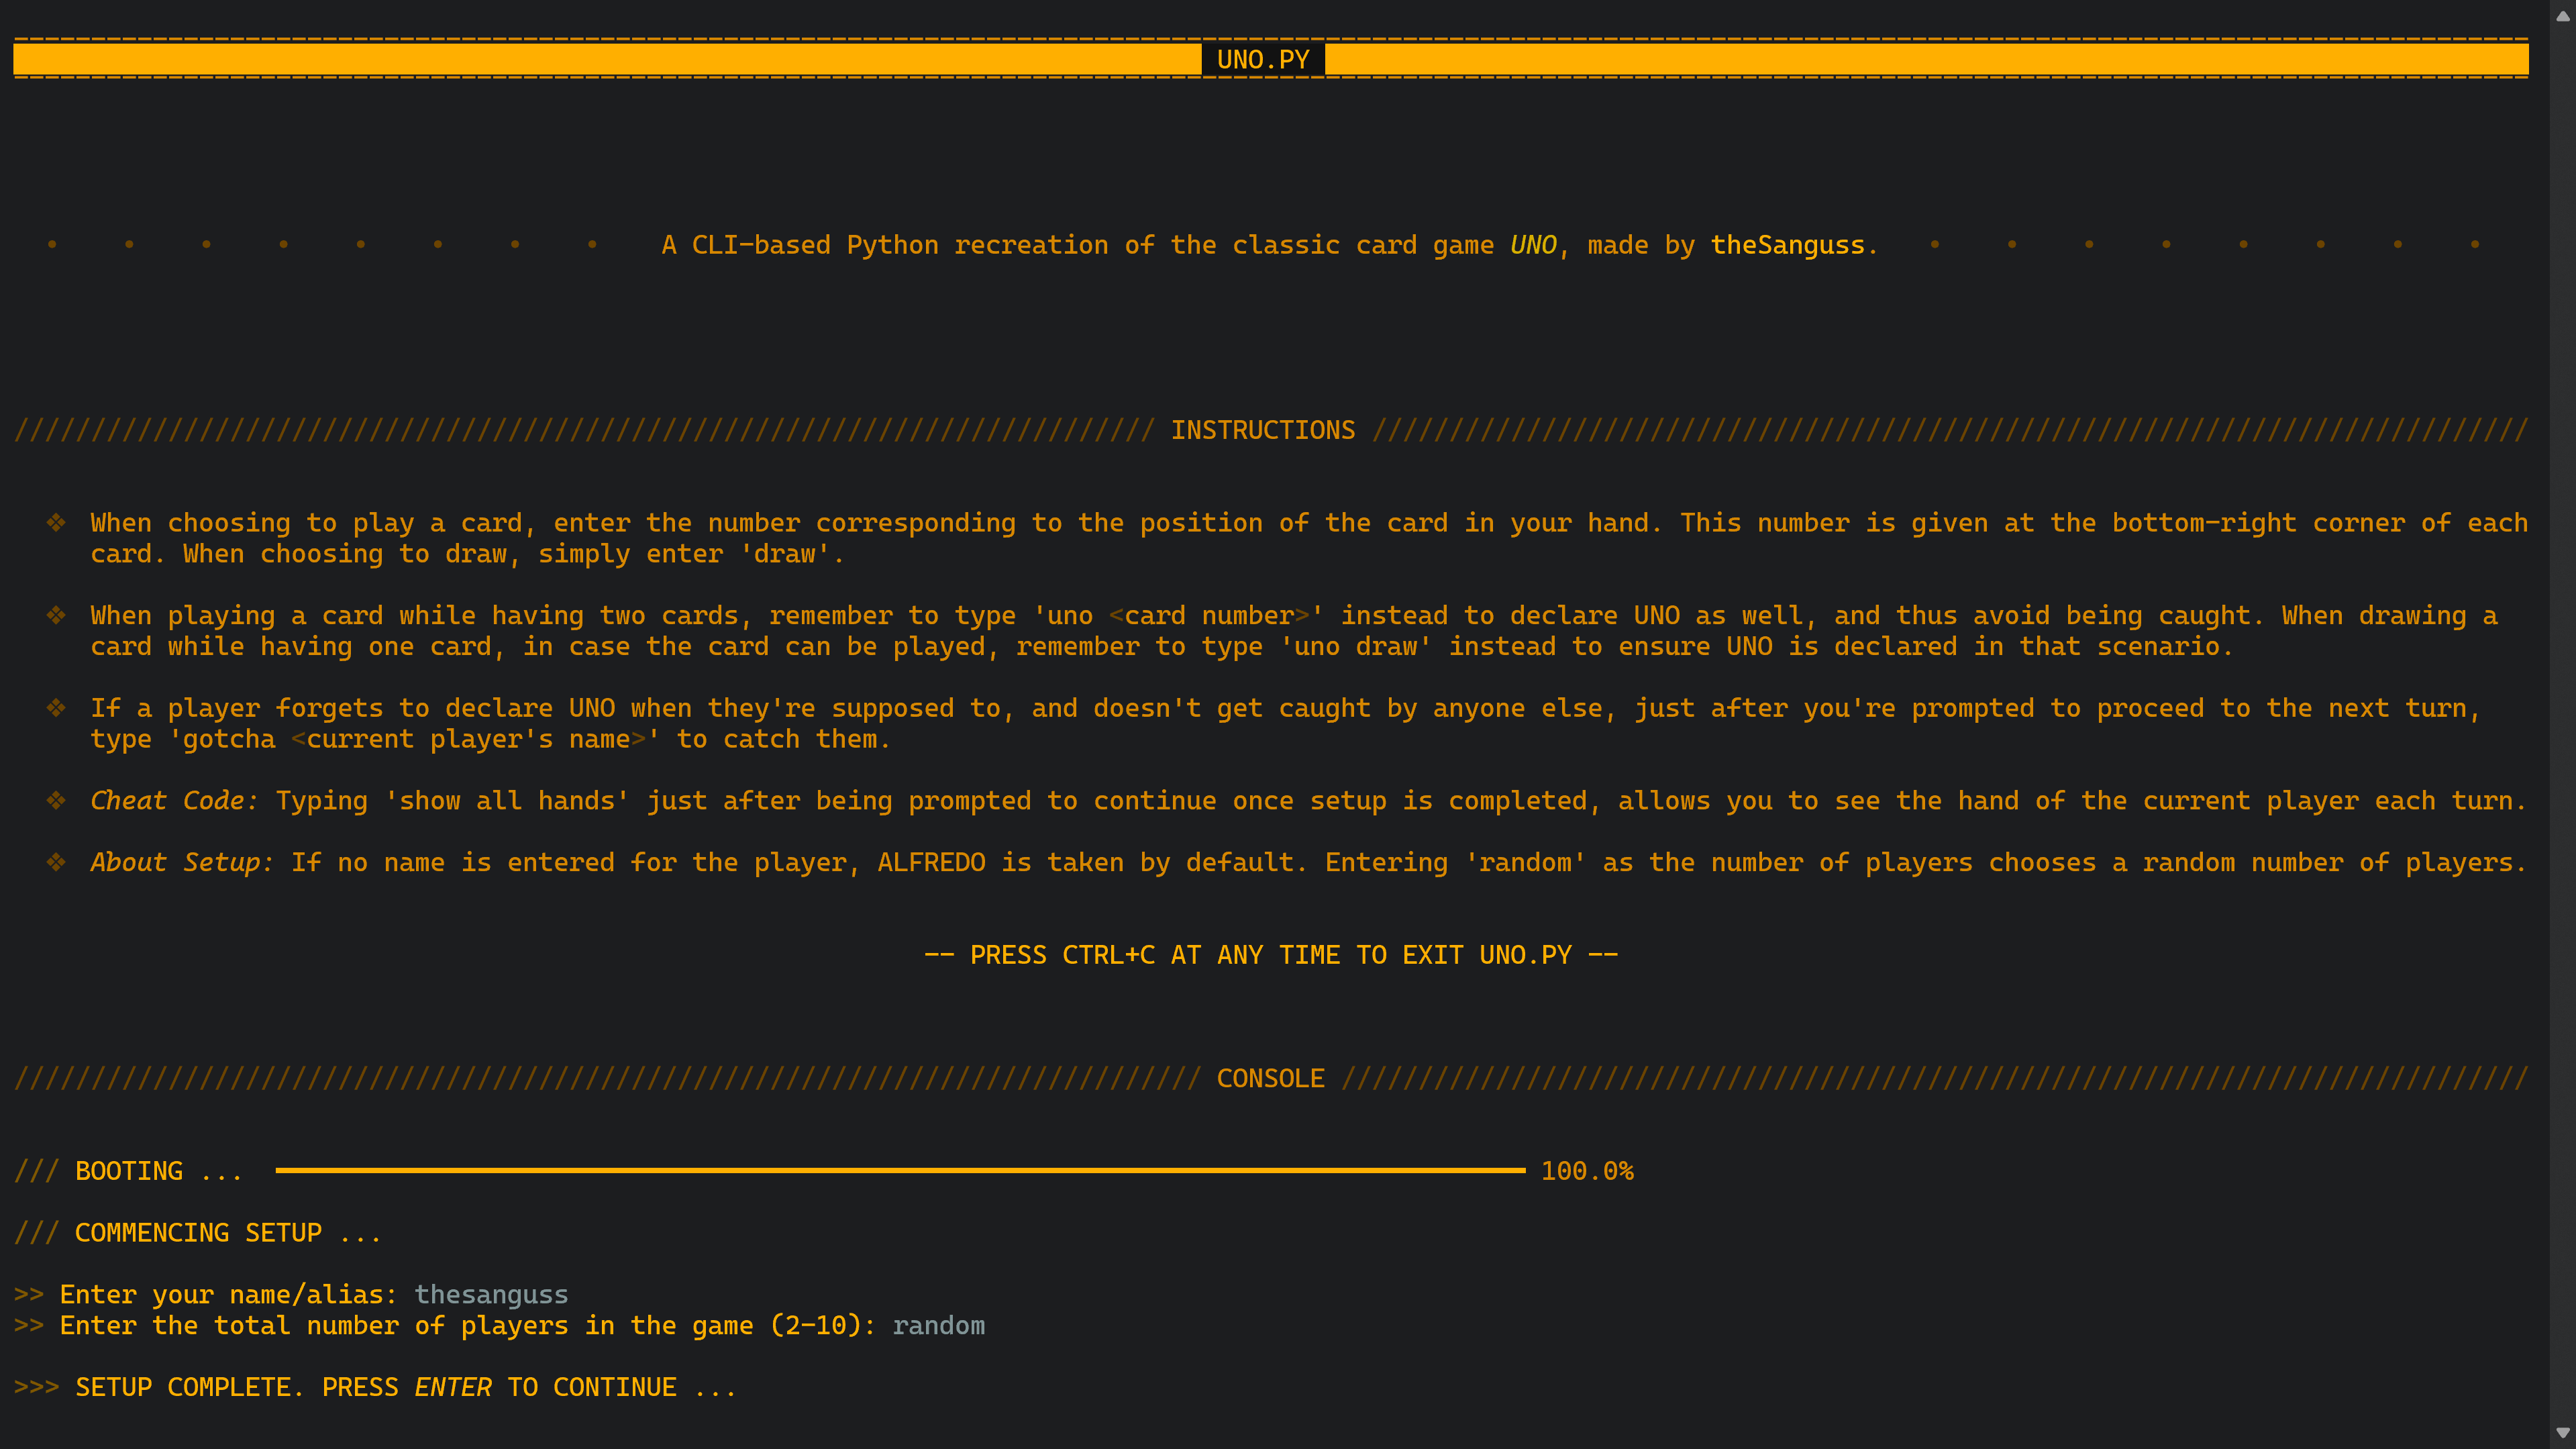 UNO.PY
A CLI-based Python recreation of the classic card game UNO, made by theSanguss.
//////////////////////////////////////////////////////////////////////////// INSTRUCTIONS ////////////////////////////////////////////////////////////////////////////
❖ When choosing to play a card, enter the number corresponding to the position of the card in your hand. This number is given at the bottom-right corner of each
card. When choosing to draw, simply enter 'draw'.
❖ When playing a card while having two cards, remember to type 'uno <card number>' instead to declare UNO as well, and thus avoid being caught. When drawing a
card while having one card, in case the card can be played, remember to type 'uno draw' instead to ensure UNO is declared in that scenario.
❖ If a player forgets to declare UNO when they're supposed to, and doesn't get caught by anyone else, just after you're prompted to proceed to the next turn,
type 'gotcha <current player's name>' to catch them.
❖ Cheat Code: Typing 'show all hands' just after being prompted to continue once setup is completed, allows you to see the hand of the current player each turn.
❖ About Setup: If no name is entered for the player, ALFREDO is taken by default. Entering 'random' as the number of players chooses a random number of players.
-- PRESS CTRL+C AT ANY TIME TO EXIT UNO.PY --
///////////////////////////////////////////////////////////////////////////// CONSOLE /////////////////////////////////////////////////////////////////////////////
/// BOOTING ... 100.0%
/// COMMENCING SETUP ...
>> Enter your name/alias: thesanguss
>> Enter the total number of players in the game (2-10): random
>>> SETUP COMPLETE. PRESS ENTER TO CONTINUE ...